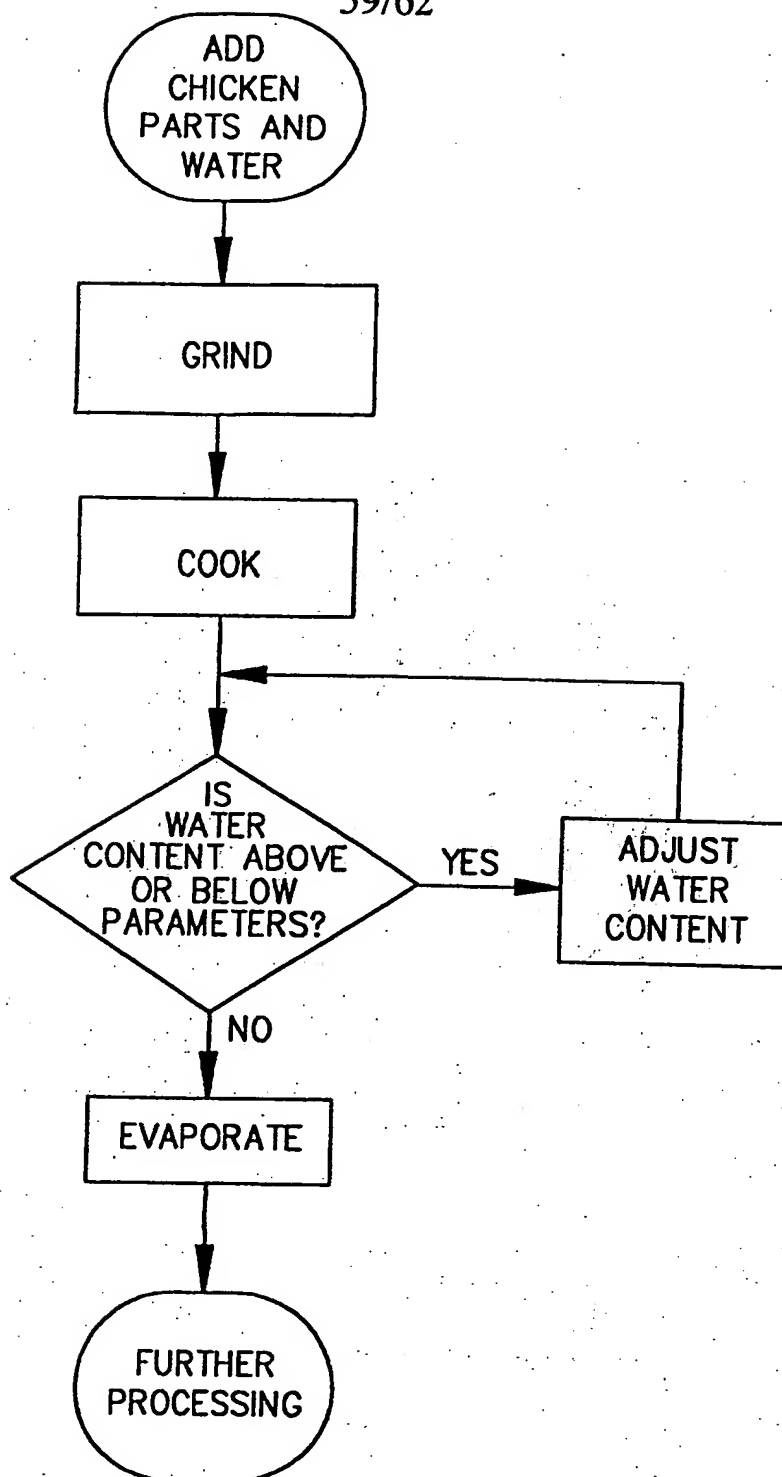 59/62
ADD
CHICKEN
PARTS AND
WATER
GRIND
COOK
IS
WATER
CONTENT ABOVE
OR BELOW
PARAMETERS?
YES
ADJUST
WATER
CONTENT
NO
EVAPORATE
FURTHER
PROCESSING